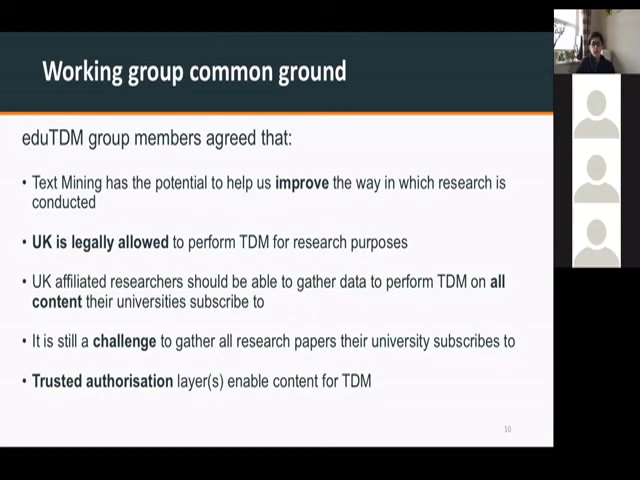 Working group common ground
eduTDM group members agreed that:
• Text Mining has the potential to help us improve the way in which research is
conducted
• UK is legally allowed to perform TDM for research purposes
• UK affiliated researchers should be able to gather data to perform TDM on all
content their universities subscribe to
• It is still a challenge to gather all research papers their university subscribes to
• Trusted authorisation layer(s) enable content for TDM
10